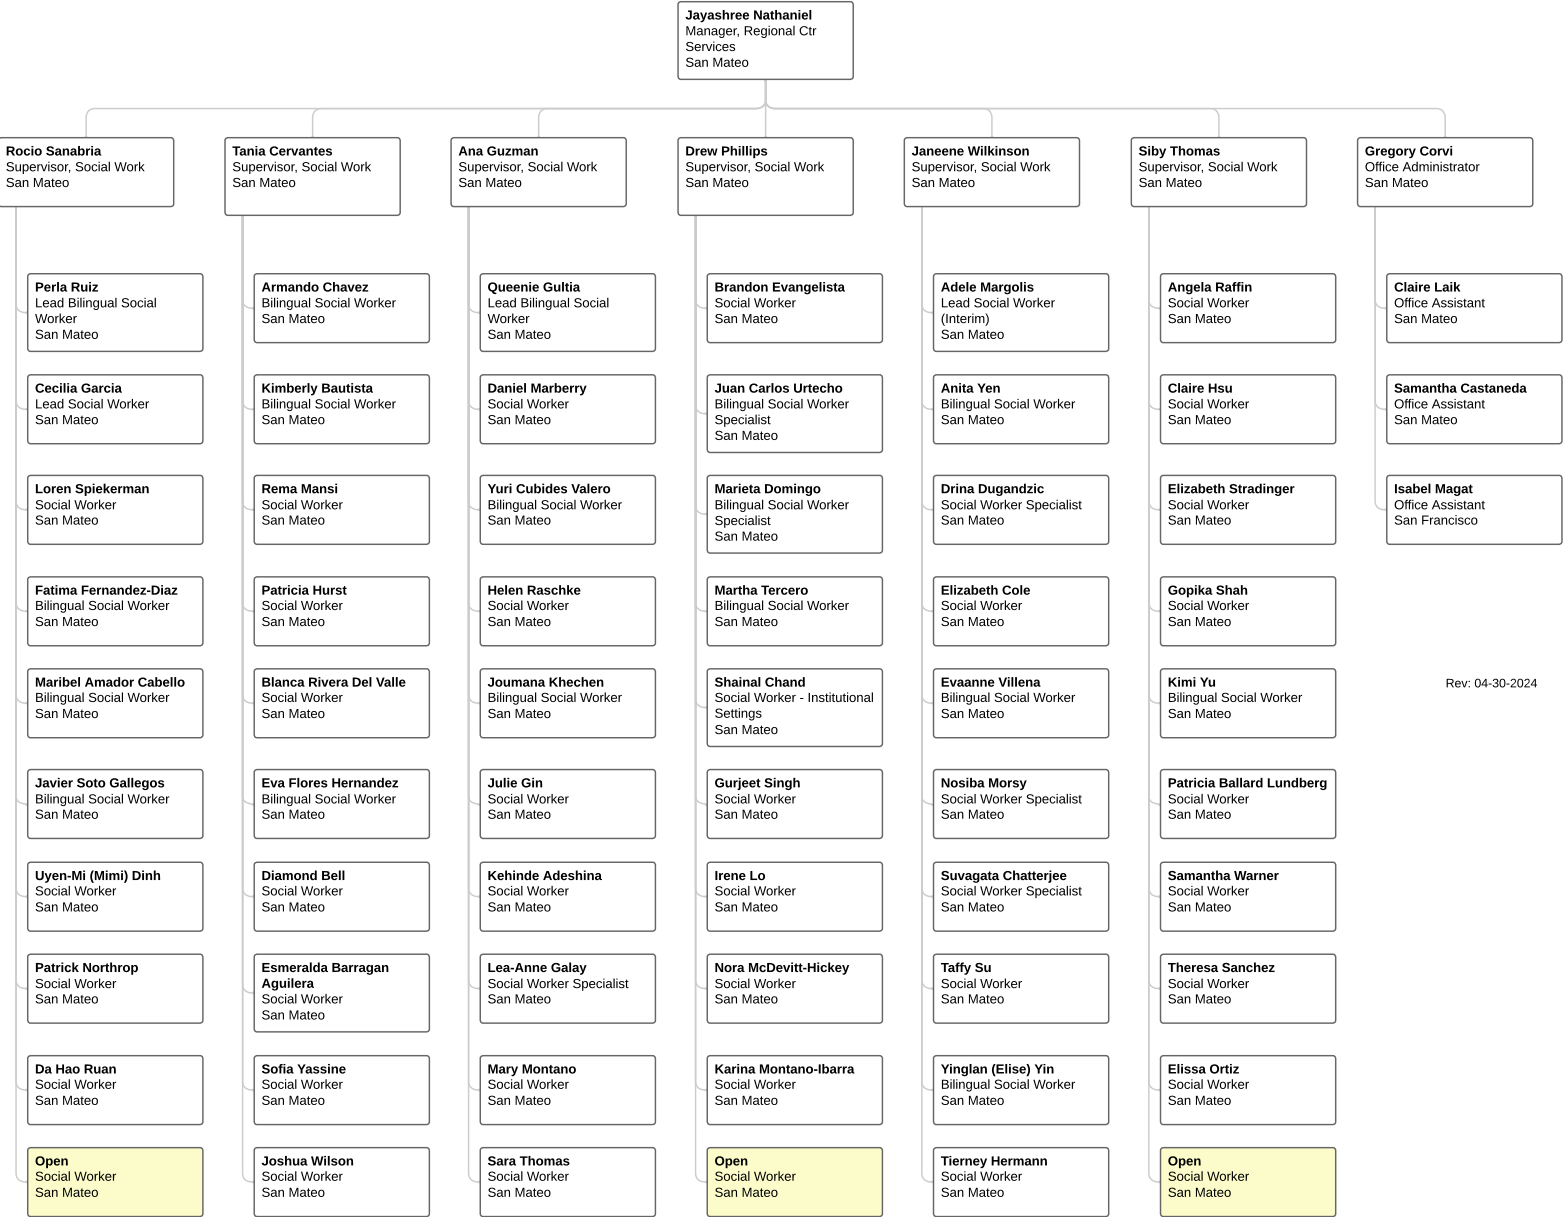 Jayashree Nathaniel
Manager, Regional Ctr
Services
San Mateo
Rocio Sanabria
Supervisor, Social Work
San Mateo
Perla Ruiz
Lead Bilingual Social
Worker
San Mateo
Cecilia Garcia
Lead Social Worker
San Mateo
Loren Spiekerman
Social Worker
San Mateo
Fatima Fernandez-Diaz
Bilingual Social Worker
San Mateo
Maribel Amador Cabello
Bilingual Social Worker
San Mateo
Javier Soto Gallegos
Bilingual Social Worker
San Mateo
Uyen-Mi (Mimi) Dinh
Social Worker
San Mateo
Patrick Northrop
Social Worker
San Mateo
Da Hao Ruan
Social Worker
San Mateo
Open
Social Worker
San Mateo
Tania Cervantes
Supervisor, Social Work
San Mateo
Armando Chavez
Bilingual Social Worker
San Mateo
Kimberly Bautista
Bilingual Social Worker
San Mateo
Rema Mansi
Social Worker
San Mateo
Patricia Hurst
Social Worker
San Mateo
Blanca Rivera Del Valle
Social Worker
San Mateo
Eva Flores Hernandez
Bilingual Social Worker
San Mateo
Diamond Bell
Social Worker
San Mateo
Esmeralda Barragan
Aguilera
Social Worker
San Mateo
Sofia Yassine
Social Worker
San Mateo
Joshua Wilson
Social Worker
San Mateo
Ana Guzman
Supervisor, Social Work
San Mateo
Queenie Gultia
Lead Bilingual Social
Worker
San Mateo
Daniel Marberry
Social Worker
San Mateo
Yuri Cubides Valero
Bilingual Social Worker
San Mateo
Helen Raschke
Social Worker
San Mateo
Joumana Khechen
Bilingual Social Worker
San Mateo
Julie Gin
Social Worker
San Mateo
Kehinde Adeshina
Social Worker
San Mateo
Lea-Anne Galay
Social Worker Specialist
San Mateo
Mary Montano
Social Worker
San Mateo
Sara Thomas
Social Worker
San Mateo
Drew Phillips
Supervisor, Social Work
San Mateo
Brandon Evangelista
Social Worker
San Mateo
Juan Carlos Urtecho
Bilingual Social Worker
Specialist
San Mateo
Marieta Domingo
Bilingual Social Worker
Specialist
San Mateo
Martha Tercero
Bilingual Social Worker
San Mateo
Shainal Chand
Social Worker - Institutional
Settings
San Mateo
Gurjeet Singh
Social Worker
San Mateo
Irene Lo
Social Worker
San Mateo
Nora McDevitt-Hickey
Social Worker
San Mateo
Karina Montano-Ibarra
Social Worker
San Mateo
Open
Social Worker
San Mateo
Janeene Wilkinson
Supervisor, Social Work
San Mateo
Adele Margolis
Lead Social Worker
(Interim)
San Mateo
Anita Yen
Bilingual Social Worker
San Mateo
Drina Dugandzic
Social Worker Specialist
San Mateo
Elizabeth Cole
Social Worker
San Mateo
Evaanne Villena
Bilingual Social Worker
San Mateo
Nosiba Morsy
Social Worker Specialist
San Mateo
Suvagata Chatterjee
Social Worker Specialist
San Mateo
Taffy Su
Social Worker
San Mateo
Yinglan (Elise) Yin
Bilingual Social Worker
San Mateo
Tierney Hermann
Social Worker
San Mateo
Siby Thomas
Supervisor, Social Work
San Mateo
Angela Raffin
Social Worker
San Mateo
Claire Hsu
Social Worker
San Mateo
Elizabeth Stradinger
Social Worker
San Mateo
Gopika Shah
Social Worker
San Mateo
Kimi Yu
Bilingual Social Worker
San Mateo
Patricia Ballard Lundberg
Social Worker
San Mateo
Samantha Warner
Social Worker
San Mateo
Theresa Sanchez
Social Worker
San Mateo
Elissa Ortiz
Social Worker
San Mateo
Open
Social Worker
San Mateo
Gregory Corvi
Office Administrator
San Mateo
Claire Laik
Office Assistant
San Mateo
Samantha Castaneda
Office Assistant
San Mateo
Isabel Magat
Office Assistant
San Francisco
Rev: 04-30-2024